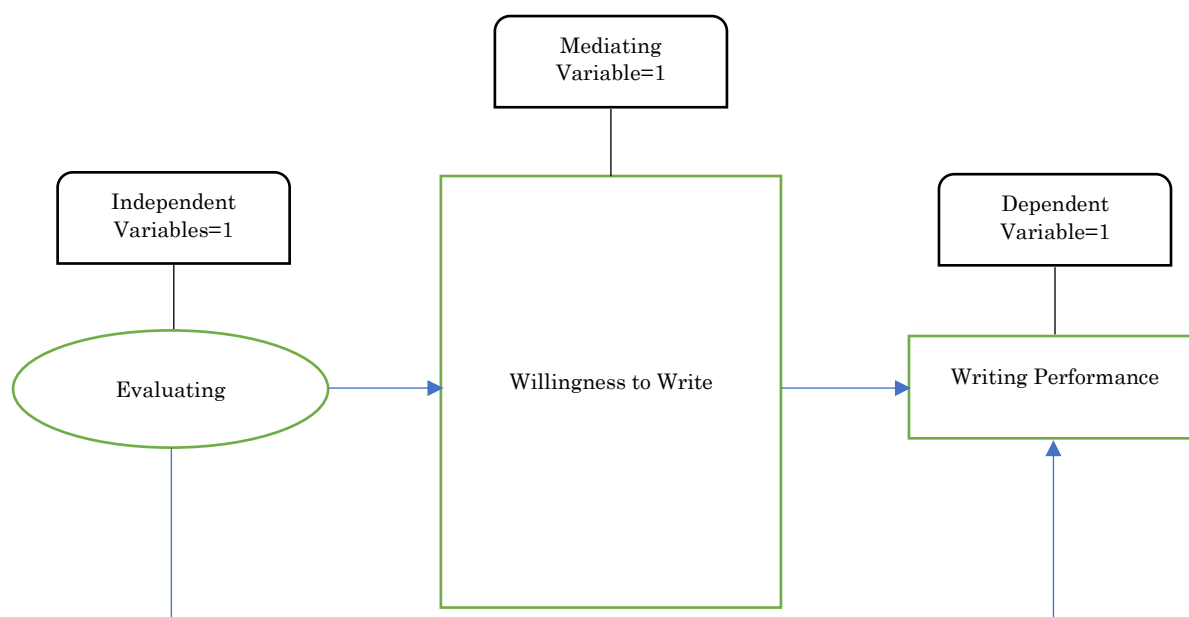 Mediating
Variable=1
Independent
Variables=1
Dependent
Variable=1
Evaluating
Willingness to Write
Writing Performance